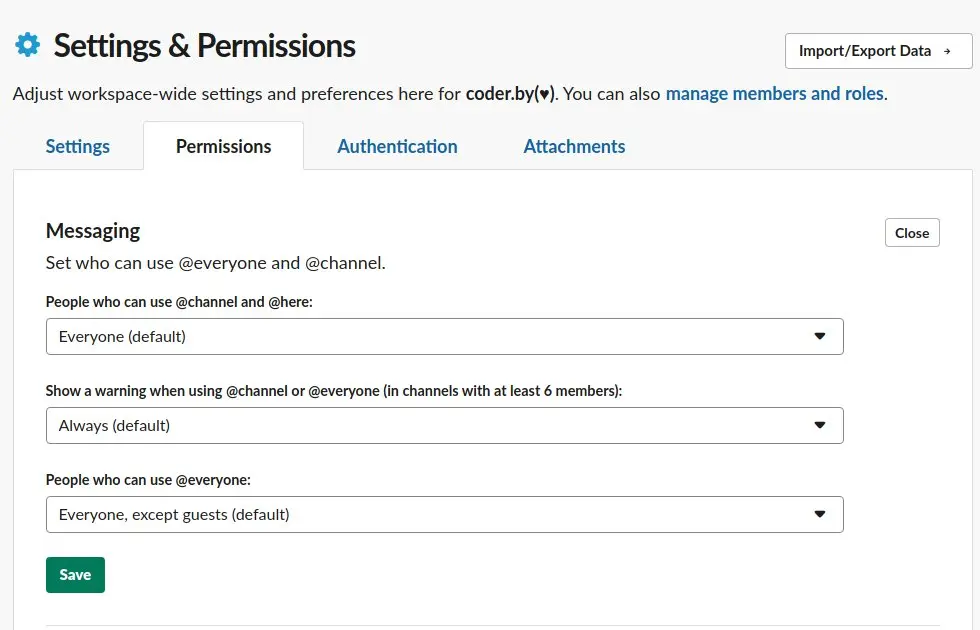 Settings & Permissions
Import/Export Data →
Adjust workspace-wide settings and preferences here for coder.by(♥). You can also manage members and roles.
Settings
Permissions
Authentication
Attachments
Messaging
Close
Set who can use @everyone and @channel.
People who can use @channel and @here:
Everyone (default)
Show a warning when using @channel or @everyone (in channels with at least 6 members):
Always (default)
People who can use @everyone:
Everyone, except guests (default)
Save